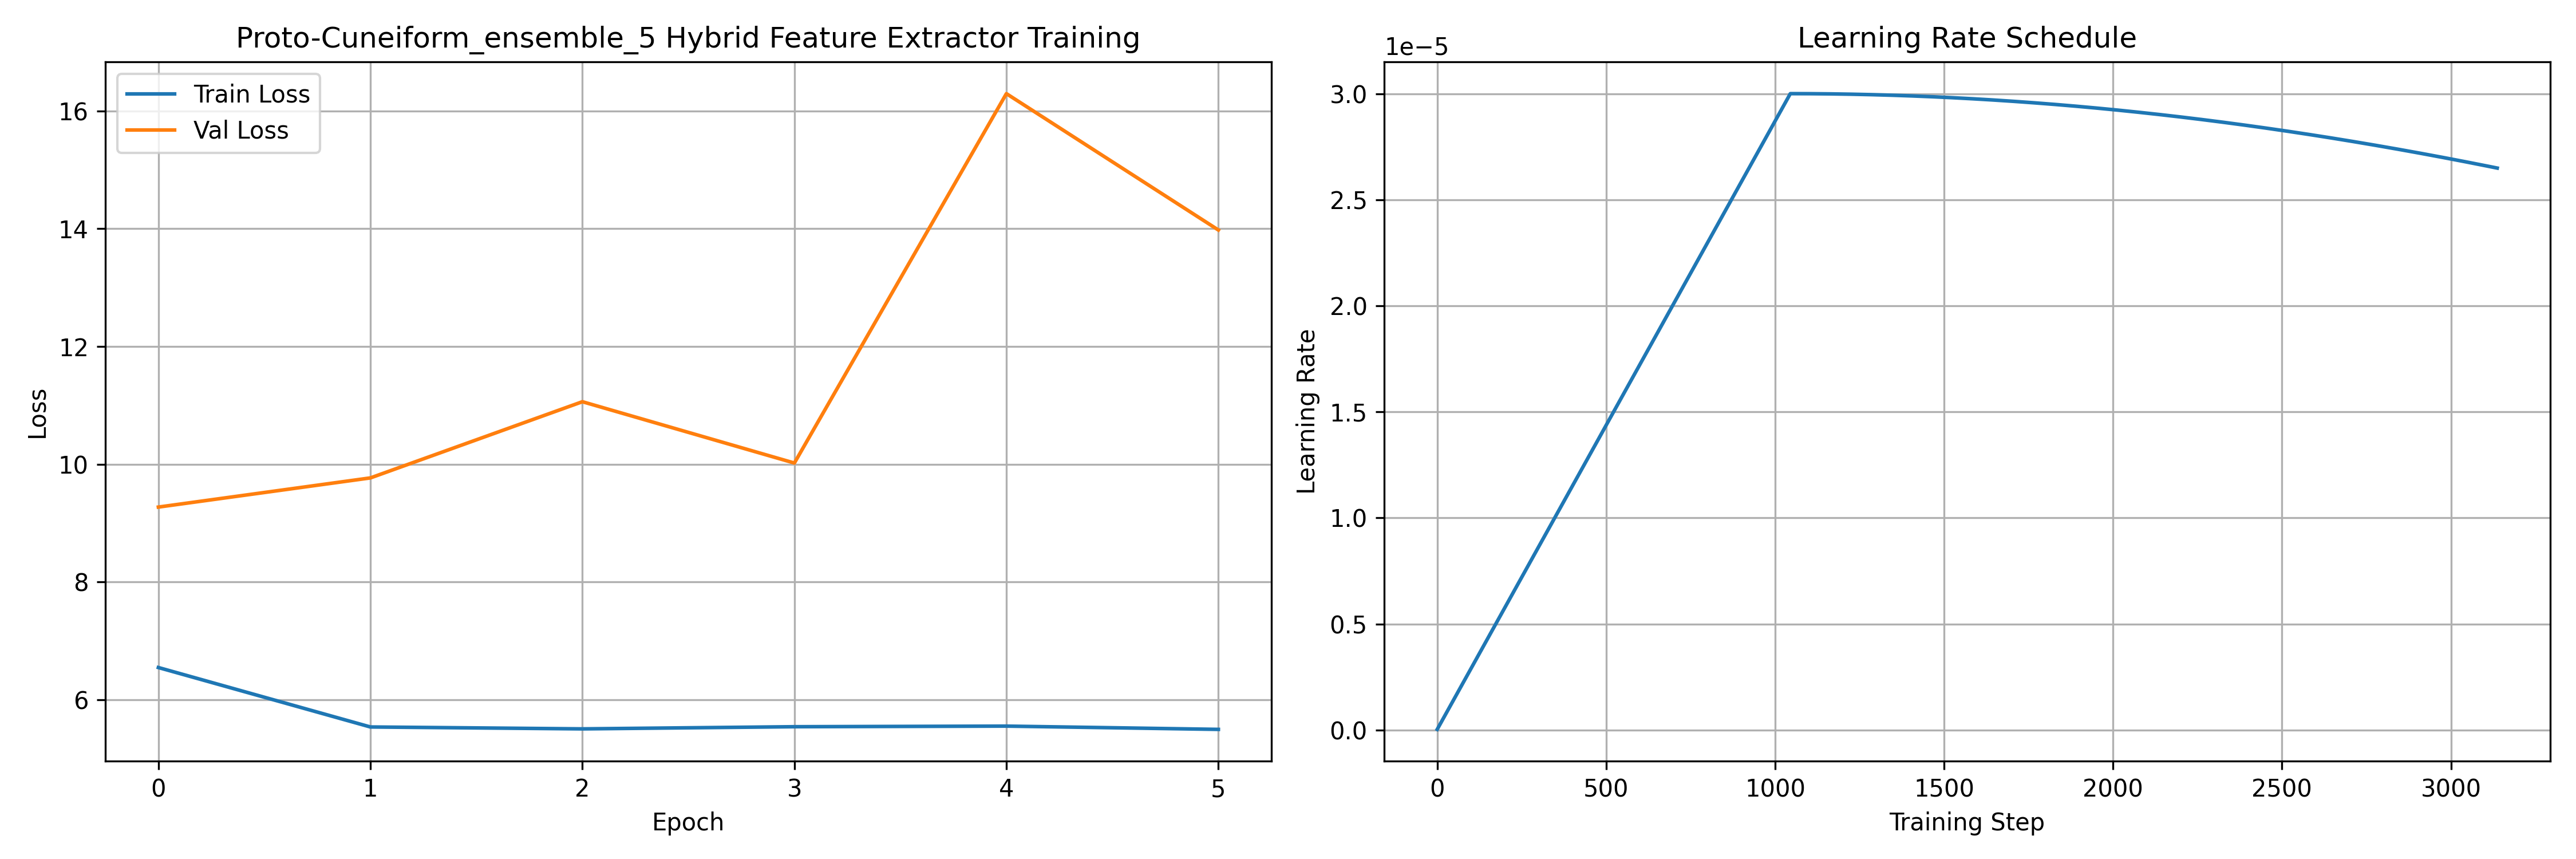 Proto-Cuneiform_ensemble_5 Hybrid Feature Extractor Training
Train Loss
Val Loss
16
14
12
10
8
6
Loss
0 1 2 3 4 5
Epoch
Learning Rate Schedule
1e−5
3.0
2.5
2.0
1.5
1.0
0.5
0.0
Learning Rate
0 500 1000 1500 2000 2500 3000
Training Step